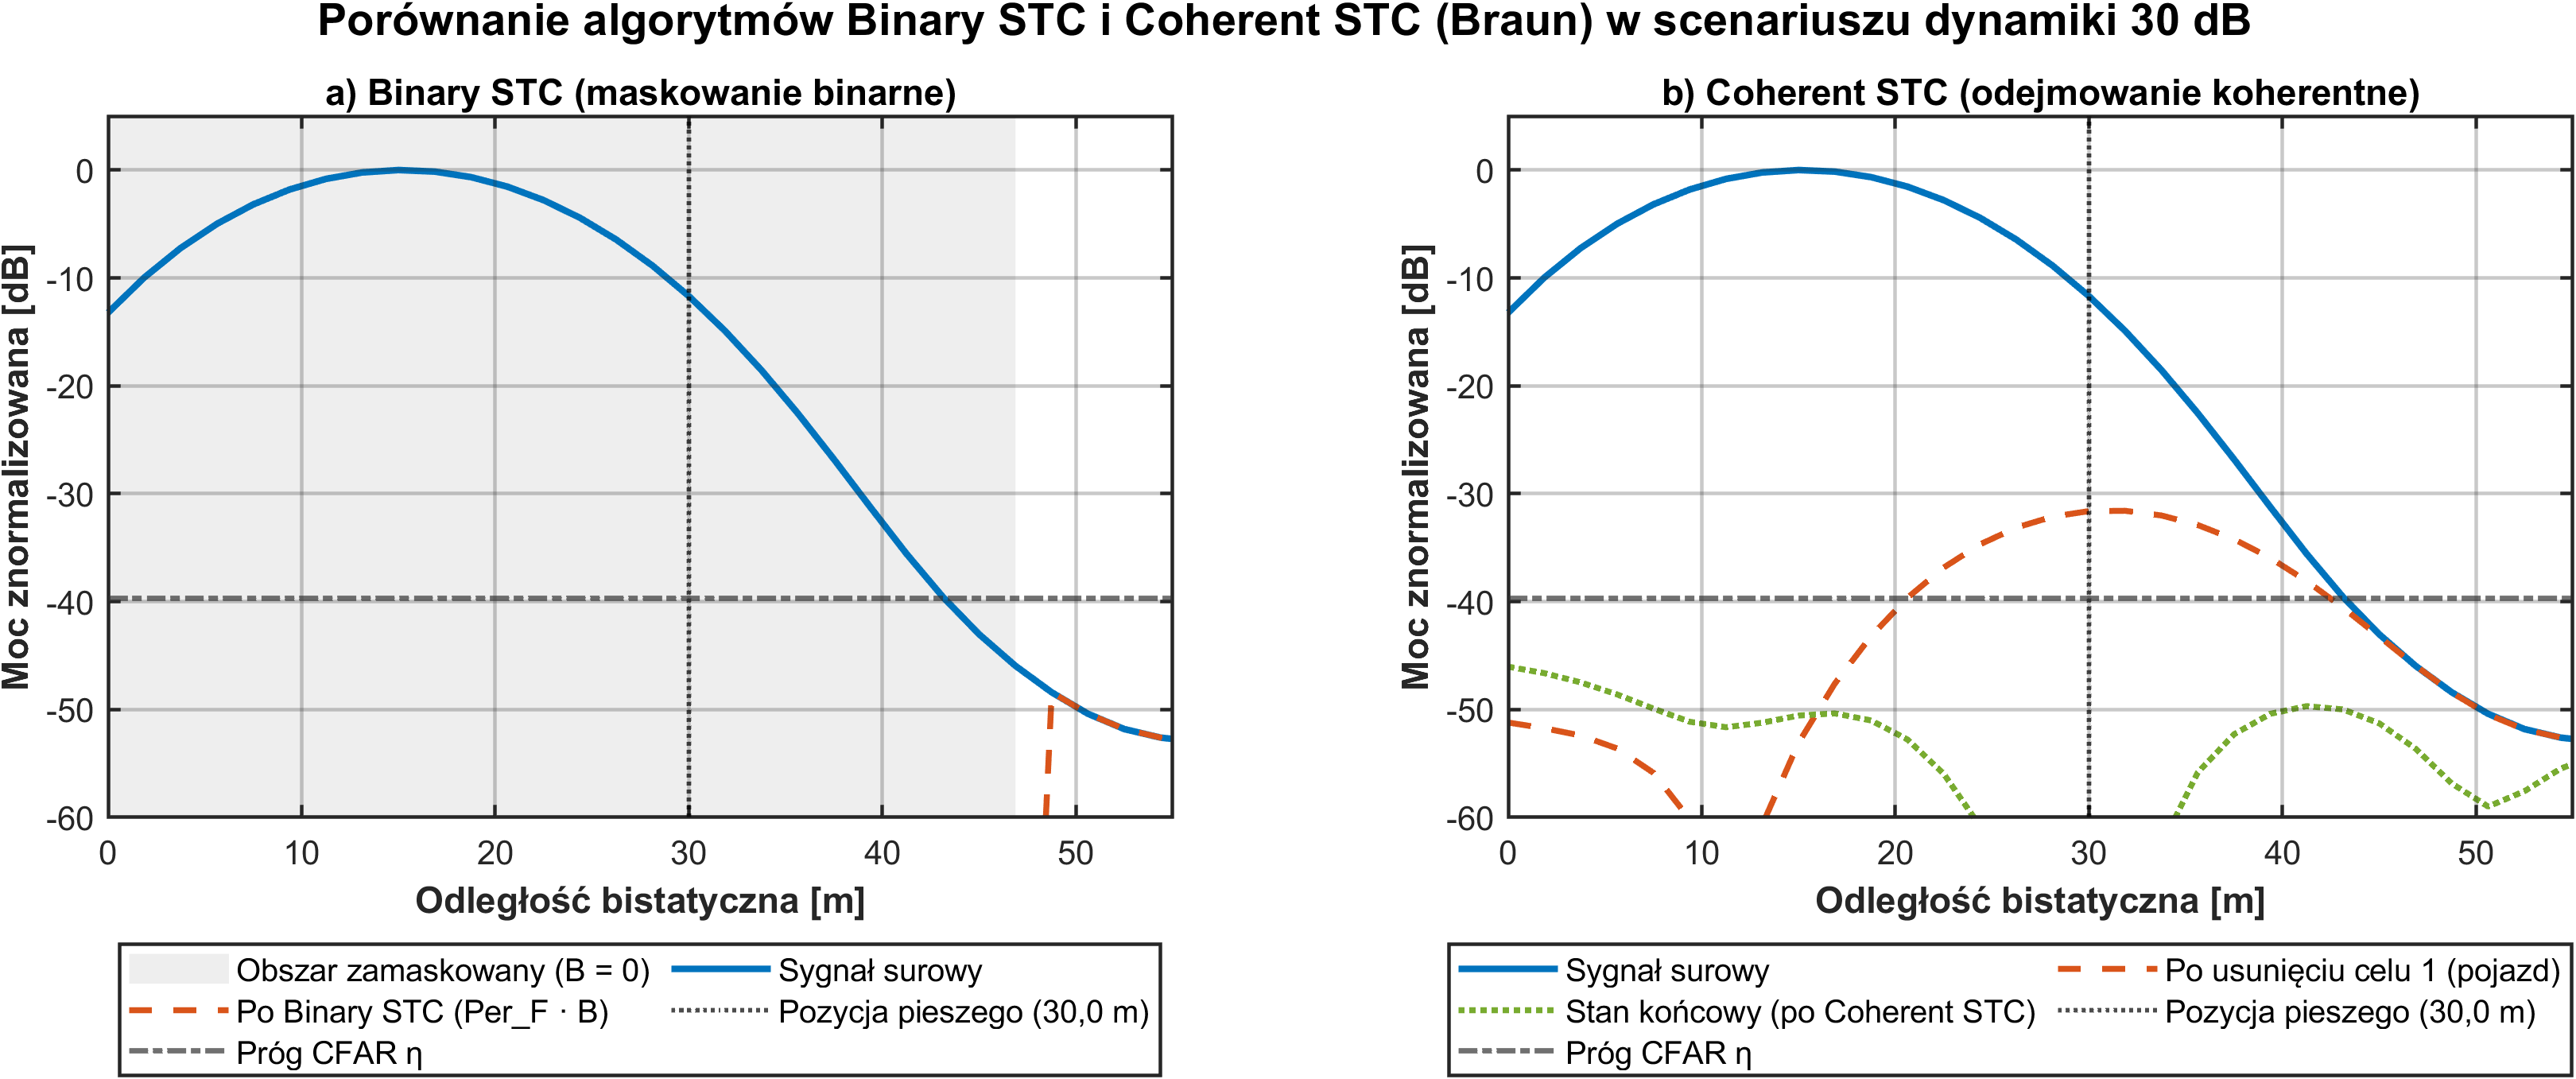 Porównanie algorytmów Binary STC i Coherent STC (Braun) w scenariuszu dynamiki 30 dB
a) Binary STC (maskowanie binarne)
Moc znormalizowana [dB]
0
-10
-20
-30
-40
-50
-60
0 10 20 30 40 50
Odległość bistatyczna [m]
Obszar zamaskowany (B = 0)
Sygnał surowy
Po Binary STC (Per_F · B)
Pozycja pieszego (30,0 m)
Próg CFAR η
b) Coherent STC (odejmowanie koherentne)
Moc znormalizowana [dB]
0
-10
-20
-30
-40
-50
-60
0 10 20 30 40 50
Odległość bistatyczna [m]
Sygnał surowy
Po usunięciu celu 1 (pojazd)
Stan końcowy (po Coherent STC)
Pozycja pieszego (30,0 m)
Próg CFAR η